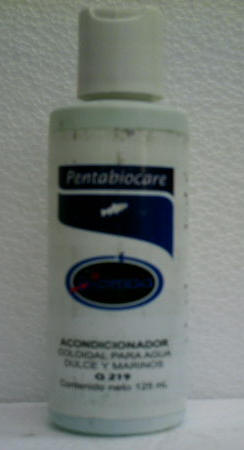 Pentabiocare
ACONDICIONADOR
COLOIDAL PARA AGUA
DULCE Y MARINOS
G 219
Contenido neto 125 mL